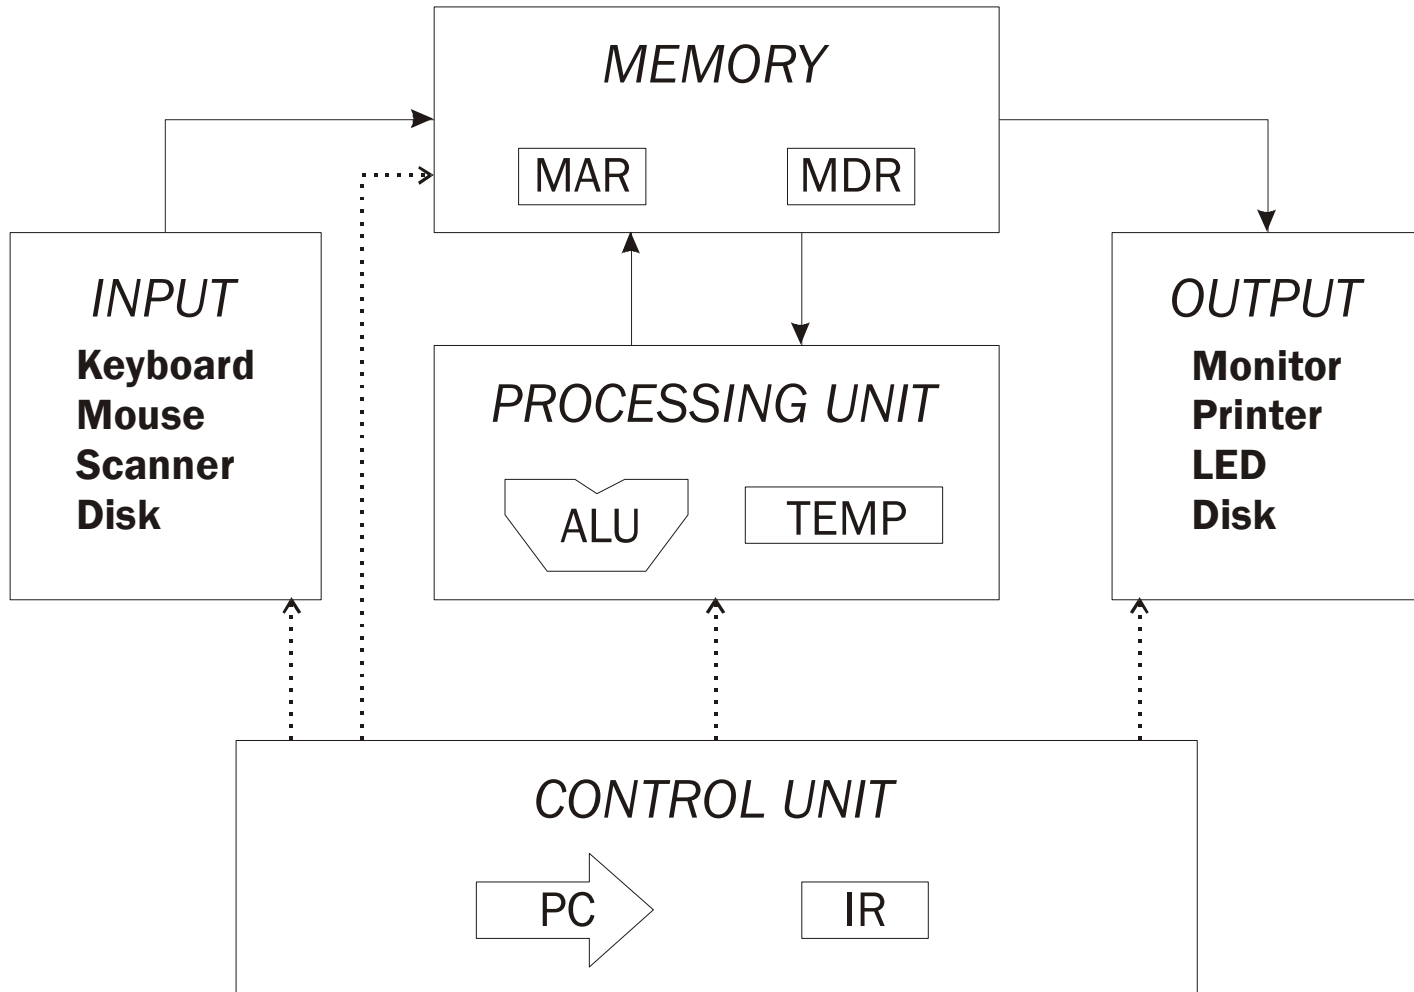 MEMORY
MAR
MDR
INPUT
Keyboard
Mouse
Scanner
Disk
PROCESSING UNIT
ALU
TEMP
OUTPUT
Monitor
Printer
LED
Disk
CONTROL UNIT
PC
IR